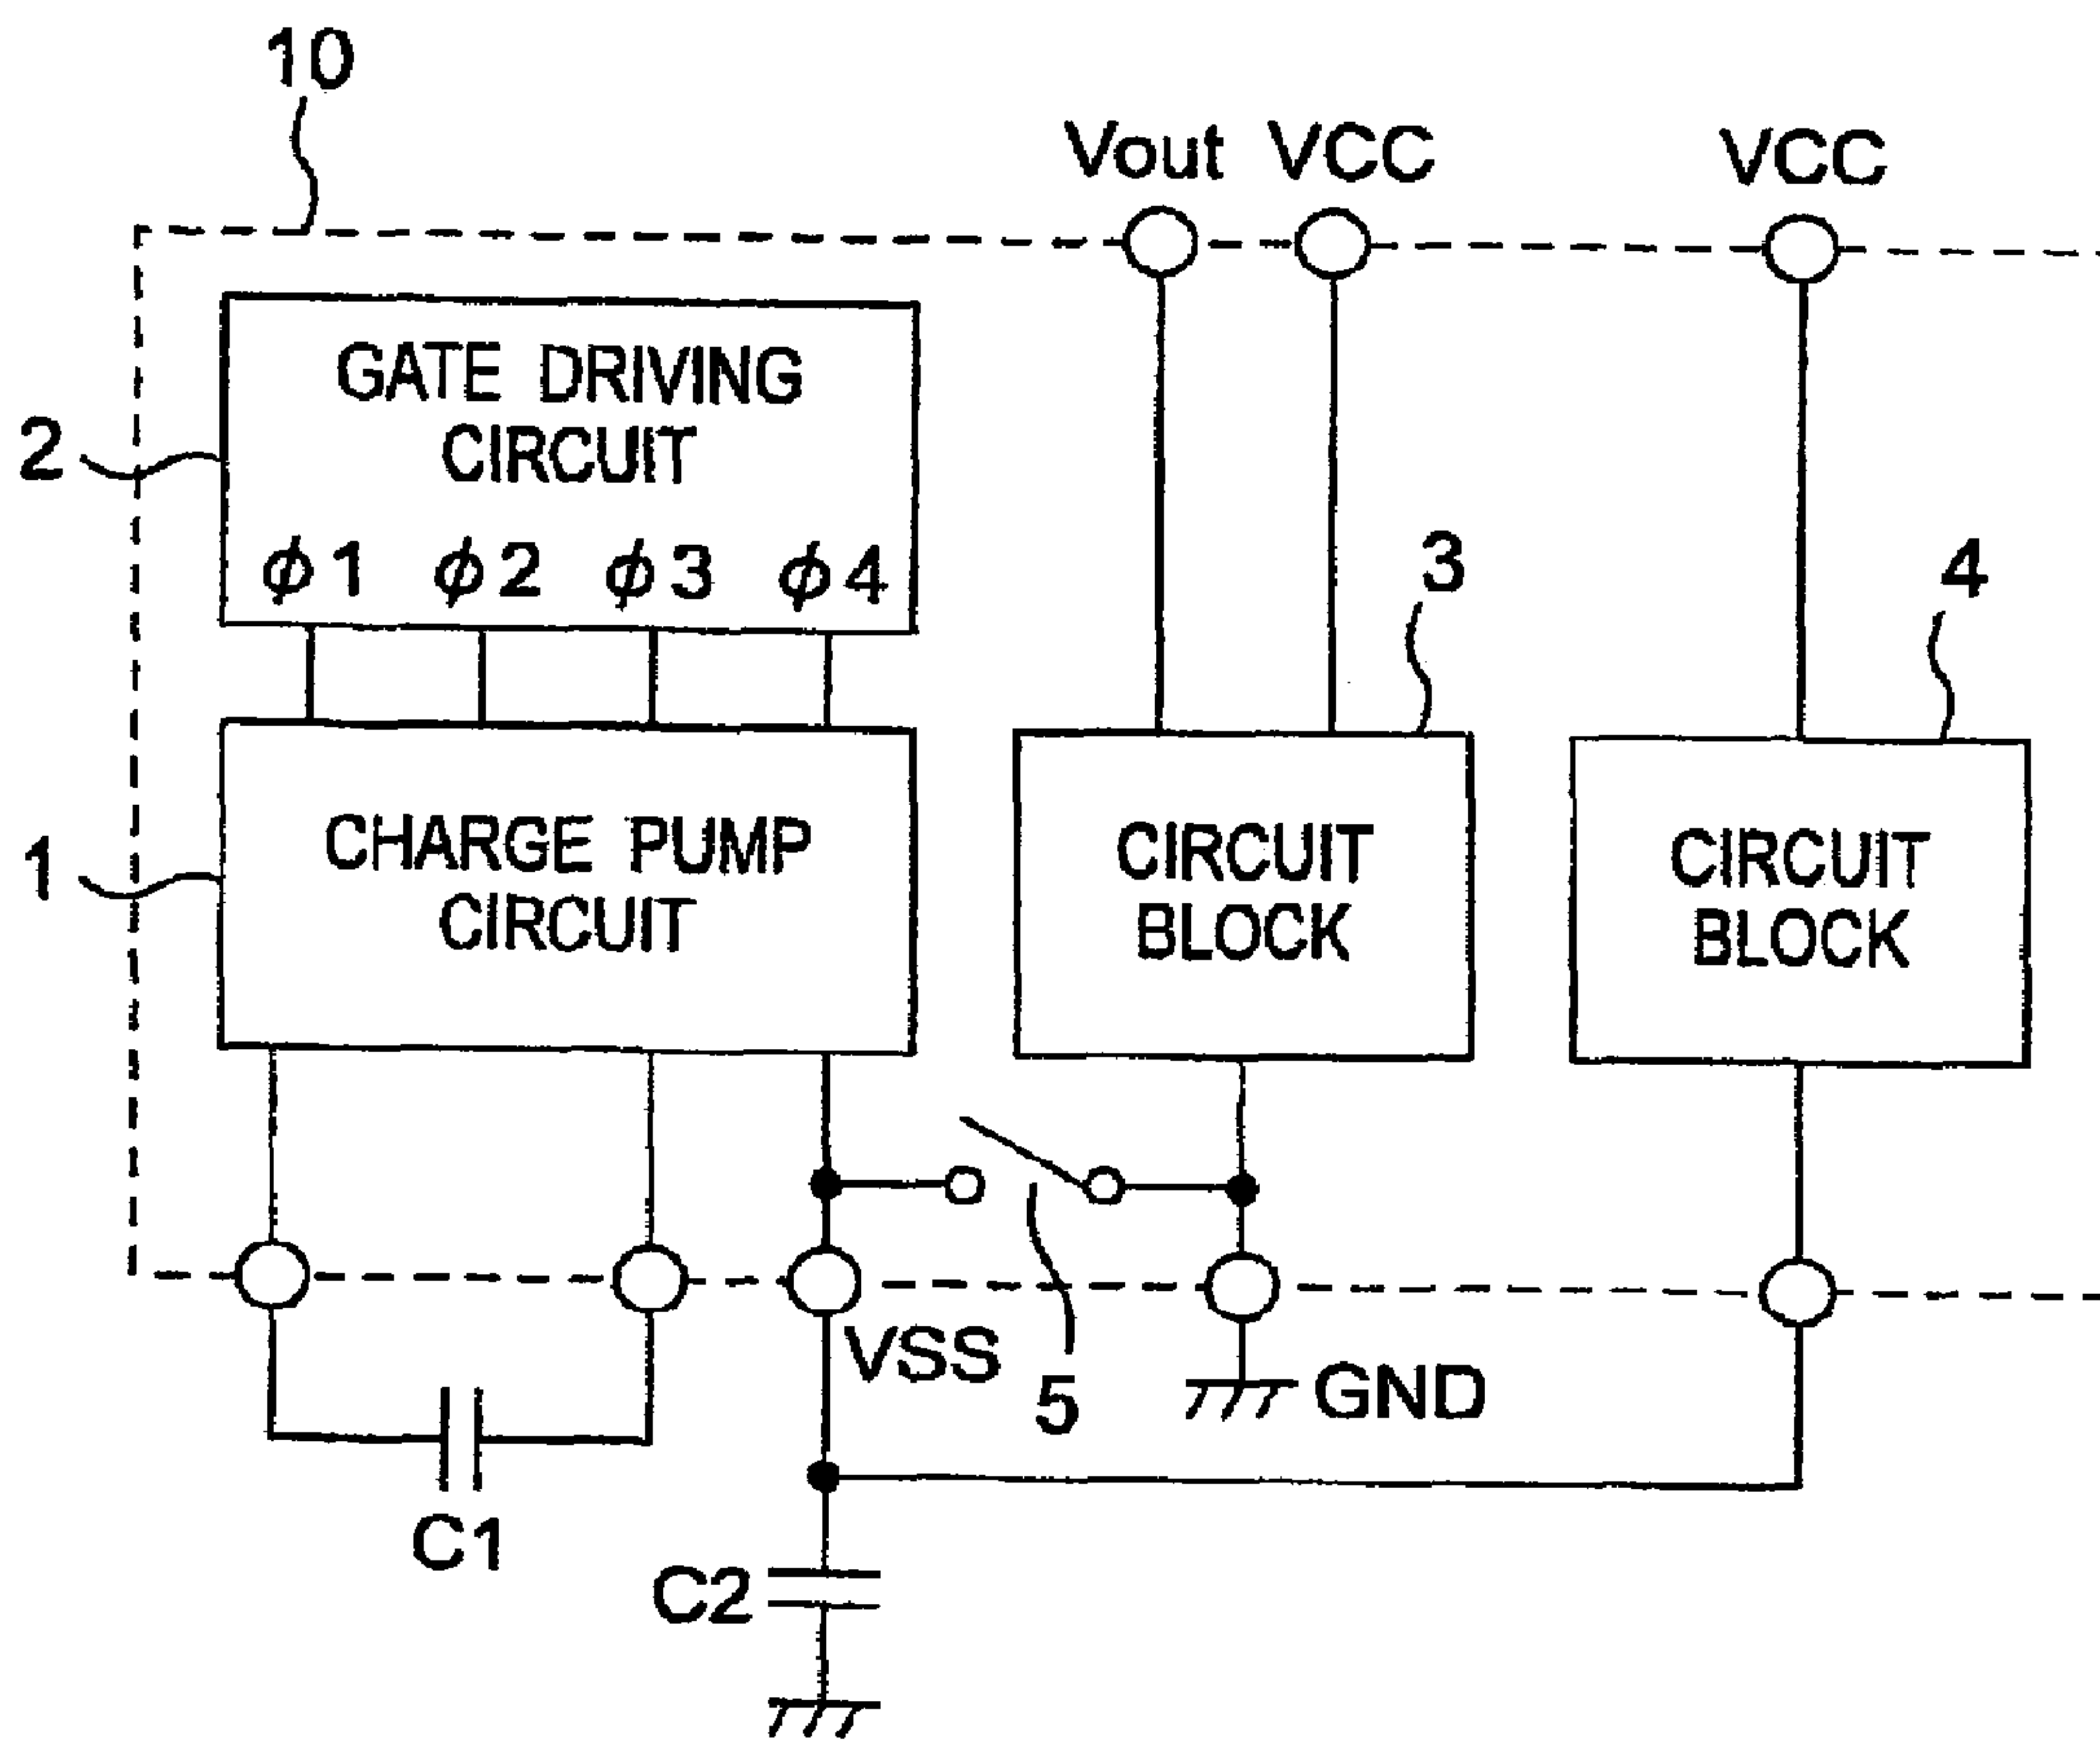 10
Vout VCC VCC
GATE DRIVING
CIRCUIT
2
ϕ1 ϕ2 ϕ3 ϕ4
3
4
CHARGE PUMP
CIRCUIT
1
CIRCUIT
BLOCK
CIRCUIT
BLOCK
VSS
5
GND
C1
C2